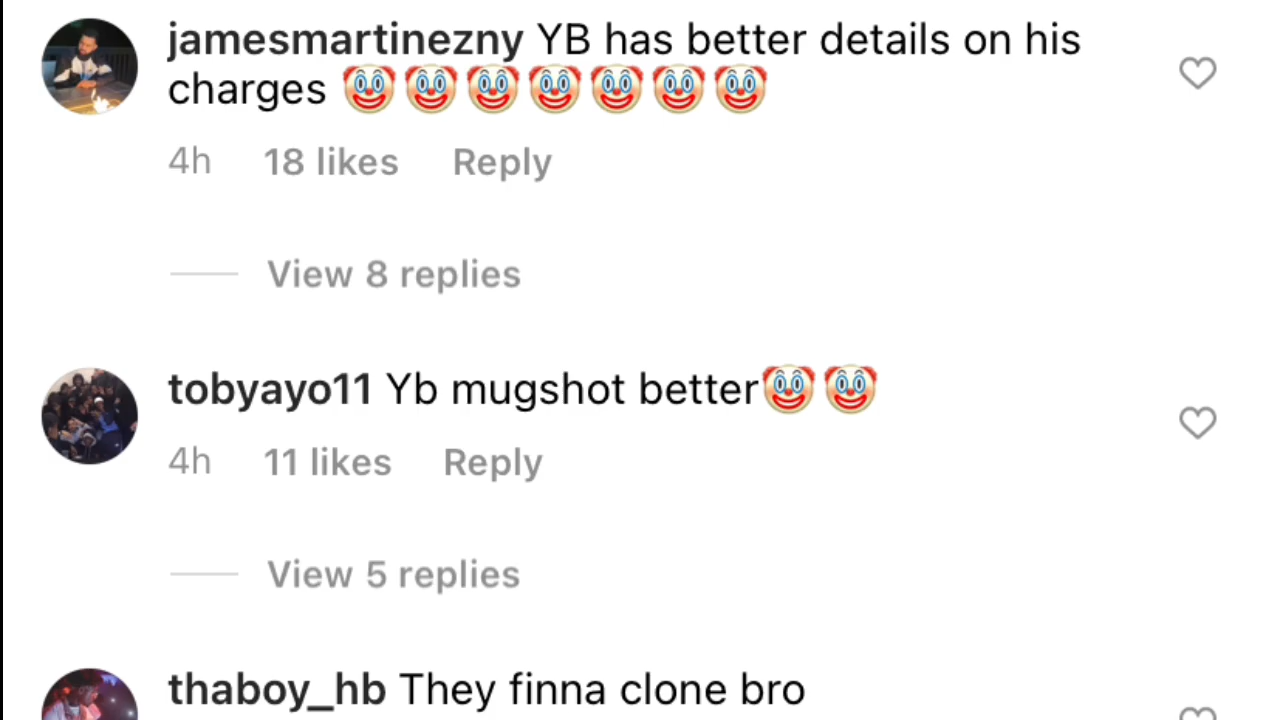 jamesmartinezny YB has better details on his
charges 🤡🤡🤡🤡🤡🤡🤡
4h 18 likes Reply
View 8 replies
tobyayo11 Yb mugshot better🤡🤡
4h 11 likes Reply
View 5 replies
thaboy_hb They finna clone bro